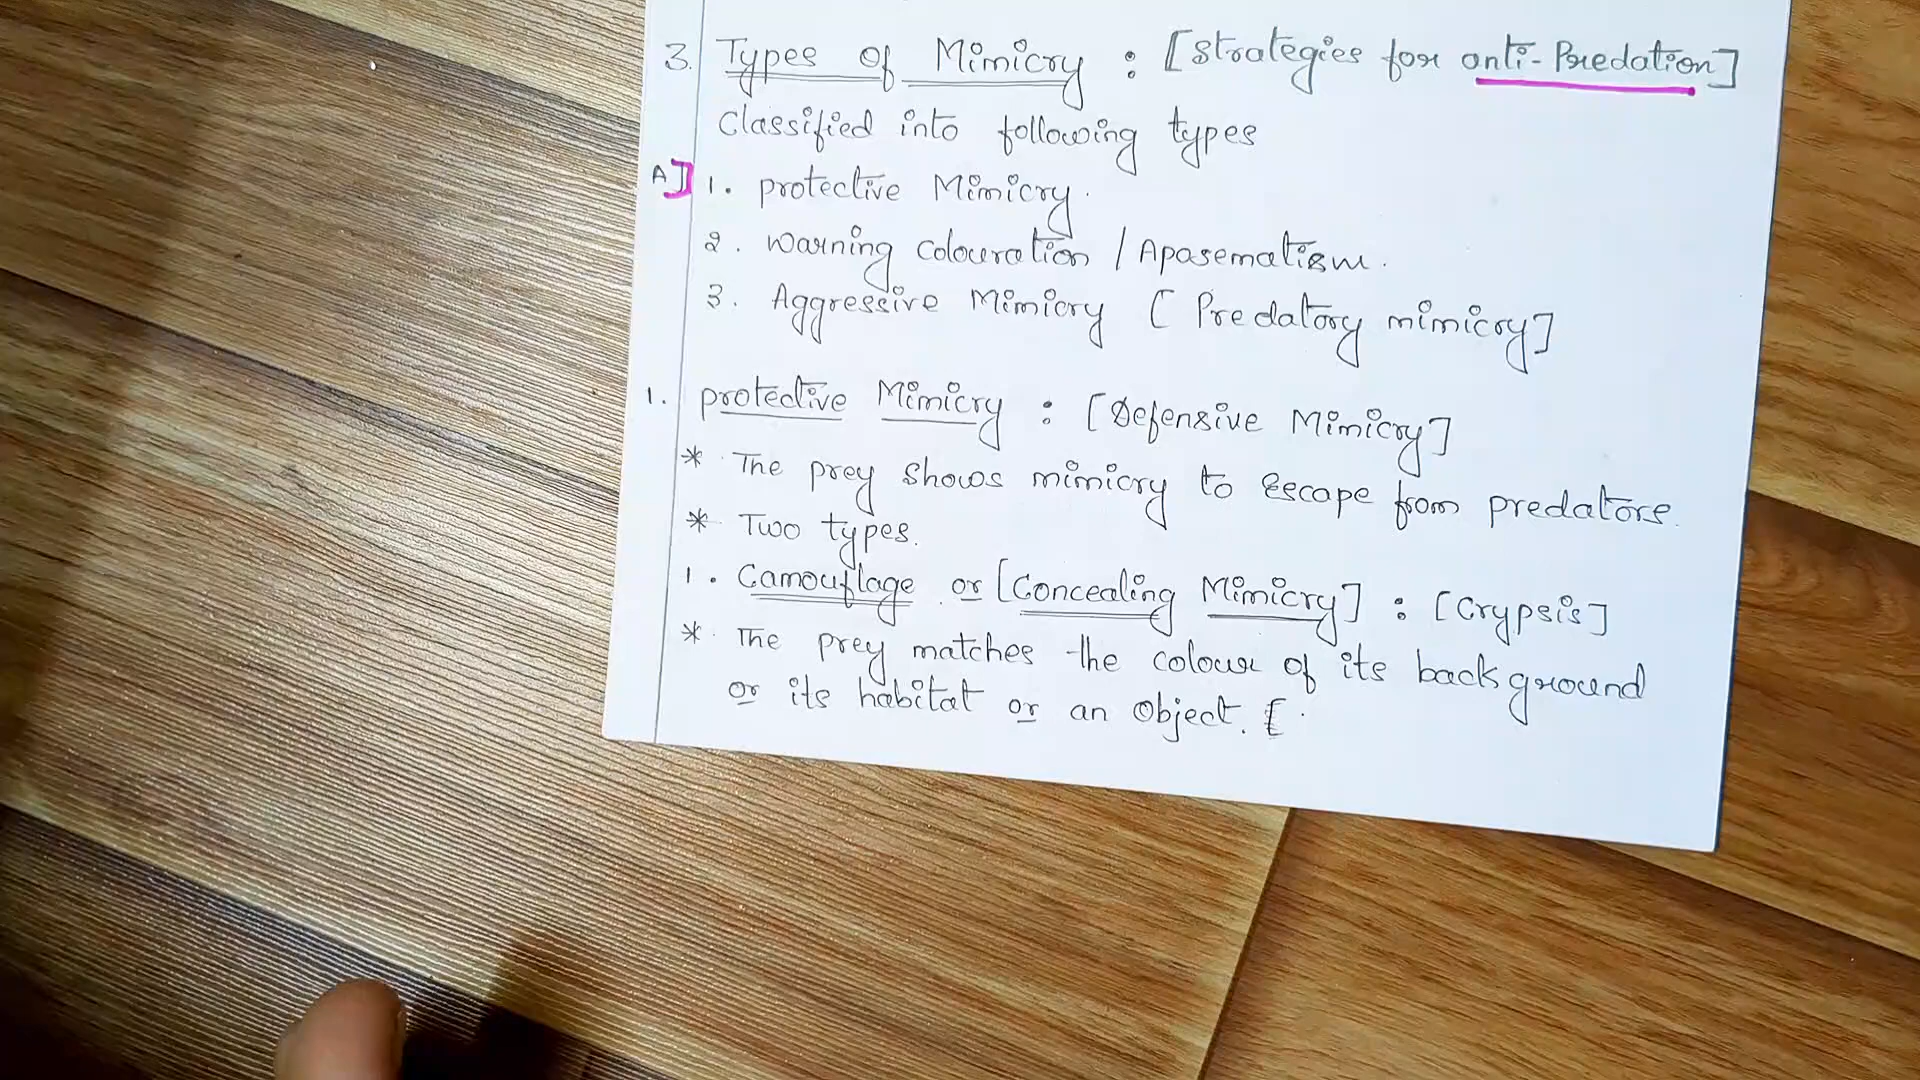 3. Types of Mimicry : [strategies for anti-Predation]
Classified into following types
A] 1. protective Mimicry.
2. Warning Colouration / Aposematism.
3. Aggressive Mimicry [ Predatory mimicry]
1. protective Mimicry : [Defensive Mimicry]
* The prey shows mimicry to escape from predators.
* Two types.
1. Camouflage or [Concealing Mimicry] : [Crypsis]
* The prey matches the colour of its background
or its habitat or an object. [.